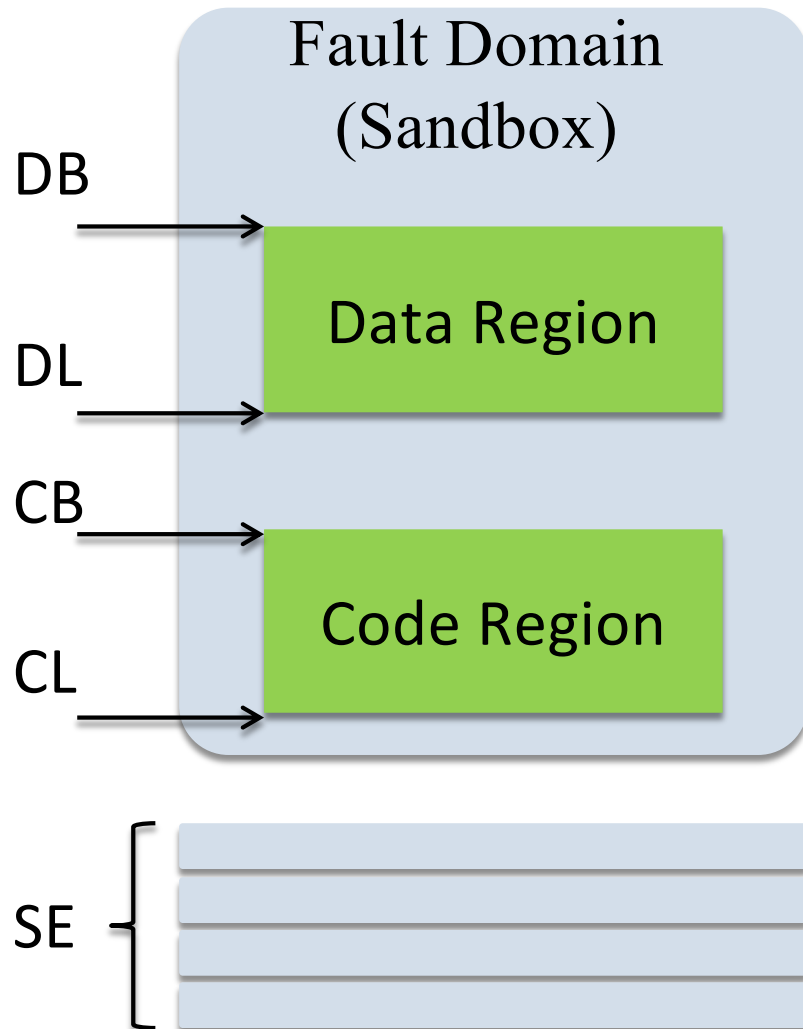 Fault Domain
(Sandbox)
DB
Data Region
DL
CB
Code Region
CL
SE